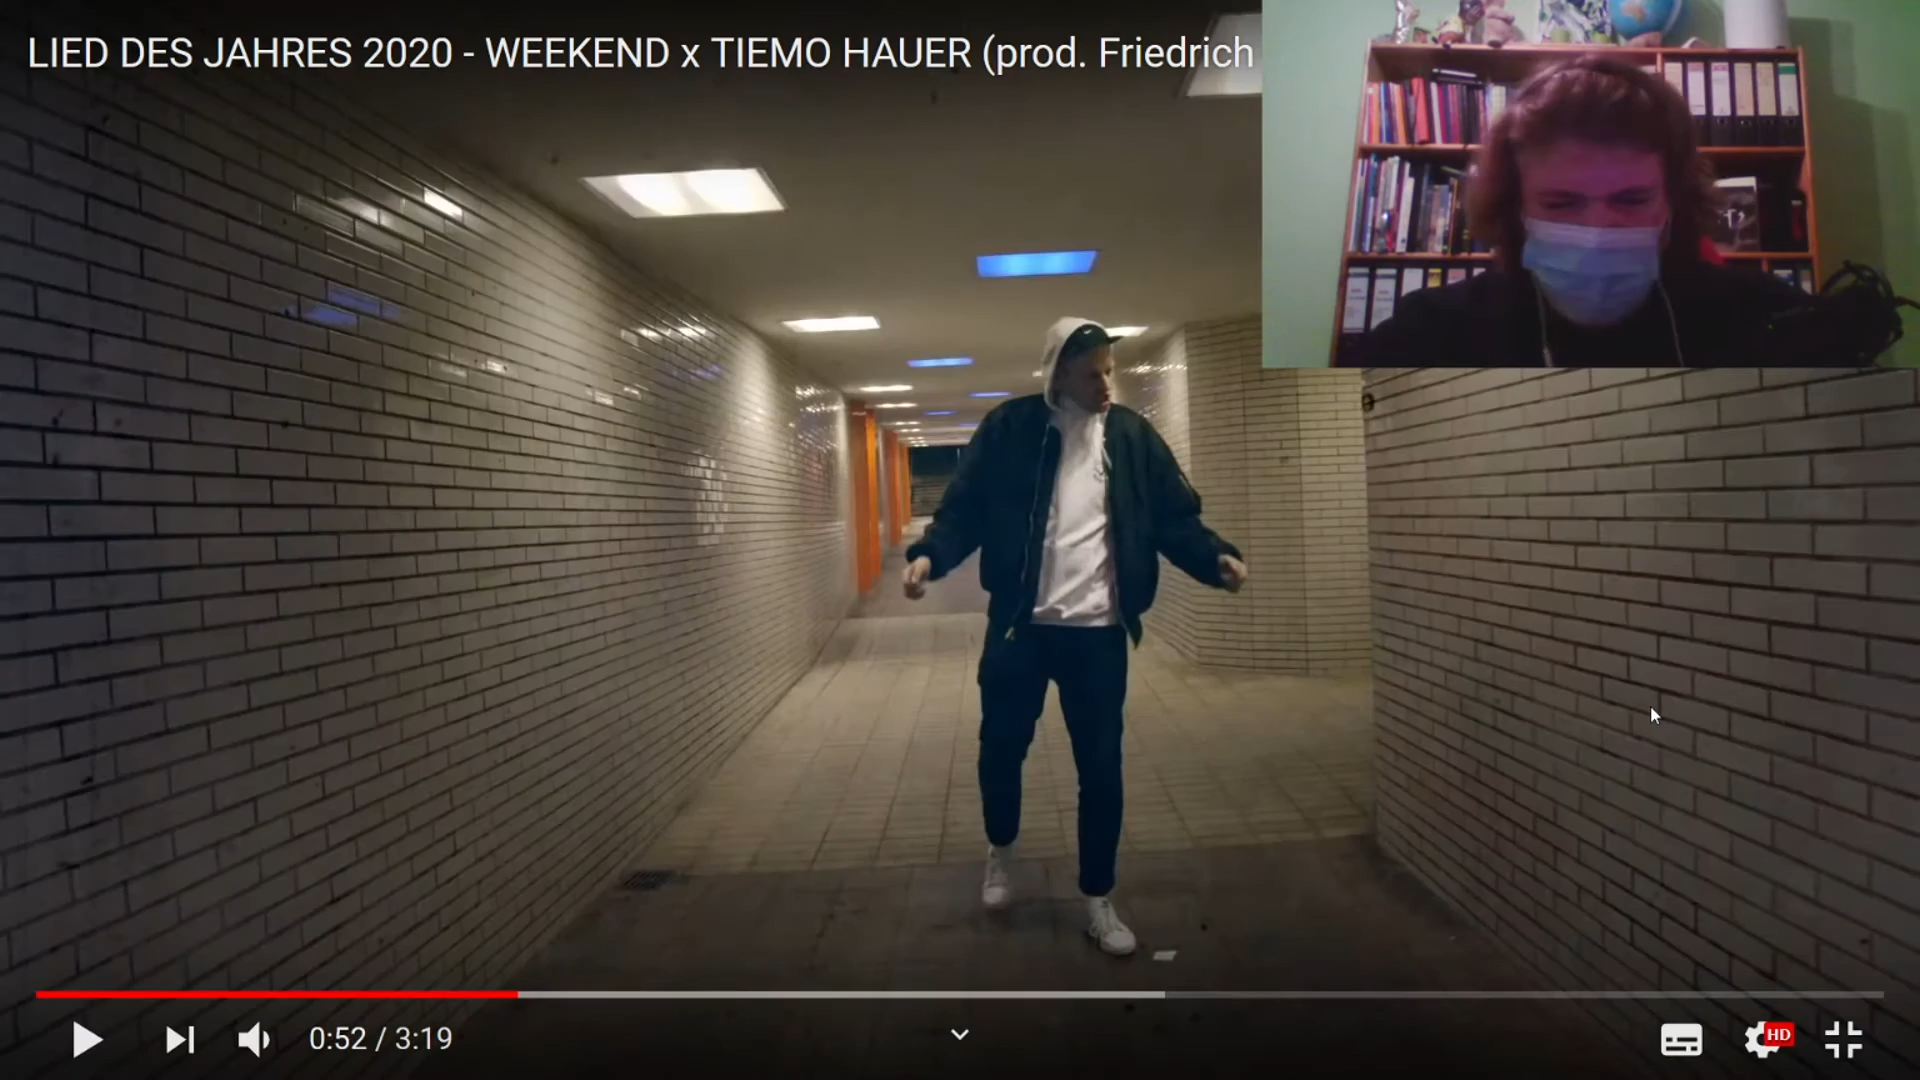 LIED DES JAHRES 2020 - WEEKEND x TIEMO HAUER (prod. Friedrich
0:52 / 3:19
HD